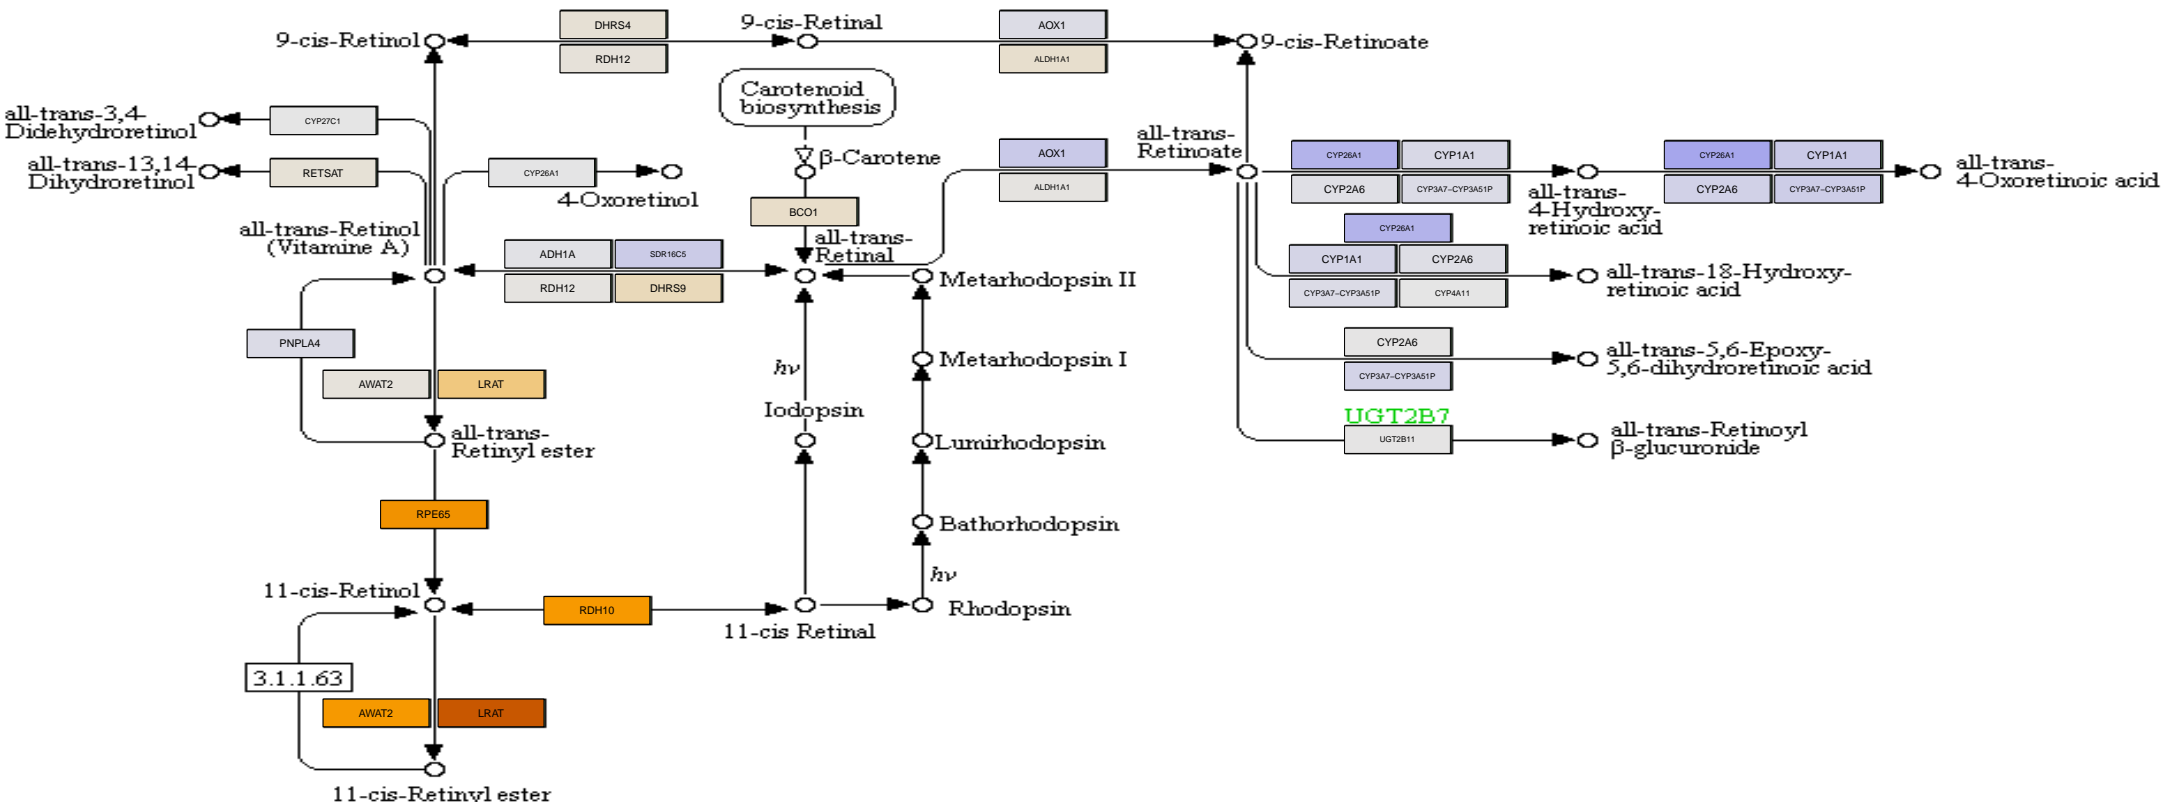 DHRS4
9-cis-Retinal
AOX1
9-cis-Retinol
9-cis-Retinoate
RDH12
ALDH1A1
Carotenoid
biosynthesis
all-trans-3,4-
Didehydroretinol
CYP27C1
all-trans-13,14-
Dihydroretinol
RETSAT
CYP26A1
4-Oxoretinol
β-Carotene
BCO1
all-trans-
Retinal
AOX1
ALDH1A1
all-trans-
Retinoate
CYP26A1
CYP1A1
CYP2A6
CYP3A7-CYP3A51P
all-trans-
4-Hydroxy-
retinoic acid
CYP26A1
CYP1A1
CYP2A6
CYP3A7-CYP3A51P
all-trans-
4-Oxoretinoic acid
all-trans-Retinol
(Vitamine A)
ADH1A
SDR16C5
RDH12
DHRS9
Metarhodopsin II
CYP26A1
CYP1A1
CYP2A6
CYP3A7-CYP3A51P
CYP4A11
all-trans-18-Hydroxy-
retinoic acid
PNPLA4
AWAT2
LRAT
hν
Metarhodopsin I
CYP2A6
CYP3A7-CYP3A51P
all-trans-5,6-Epoxy-
5,6-dihydroretinoic acid
Iodopsin
UGT2B7
UGT2B11
all-trans-Retinoyl
β-glucuronide
all-trans-
Retinyl ester
Lumirhodopsin
RPE65
Bathorhodopsin
hν
11-cis-Retinol
RDH10
11-cis Retinal
Rhodopsin
3.1.1.63
AWAT2
LRAT
11-cis-Retinyl ester